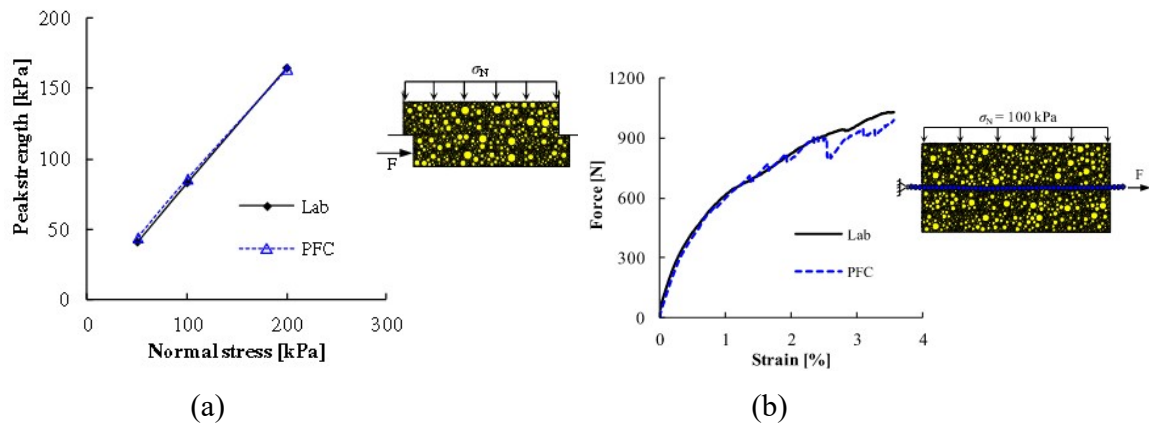 200
150
100
50
0
Peak strength [kPa]
Lab
PFC
0
100
200
300
Normal stress [kPa]
σN
F
(a)
1200
900
600
300
0
Force [N]
Lab
PFC
0
1
2
3
4
Strain [%]
σN = 100 kPa
F
(b)